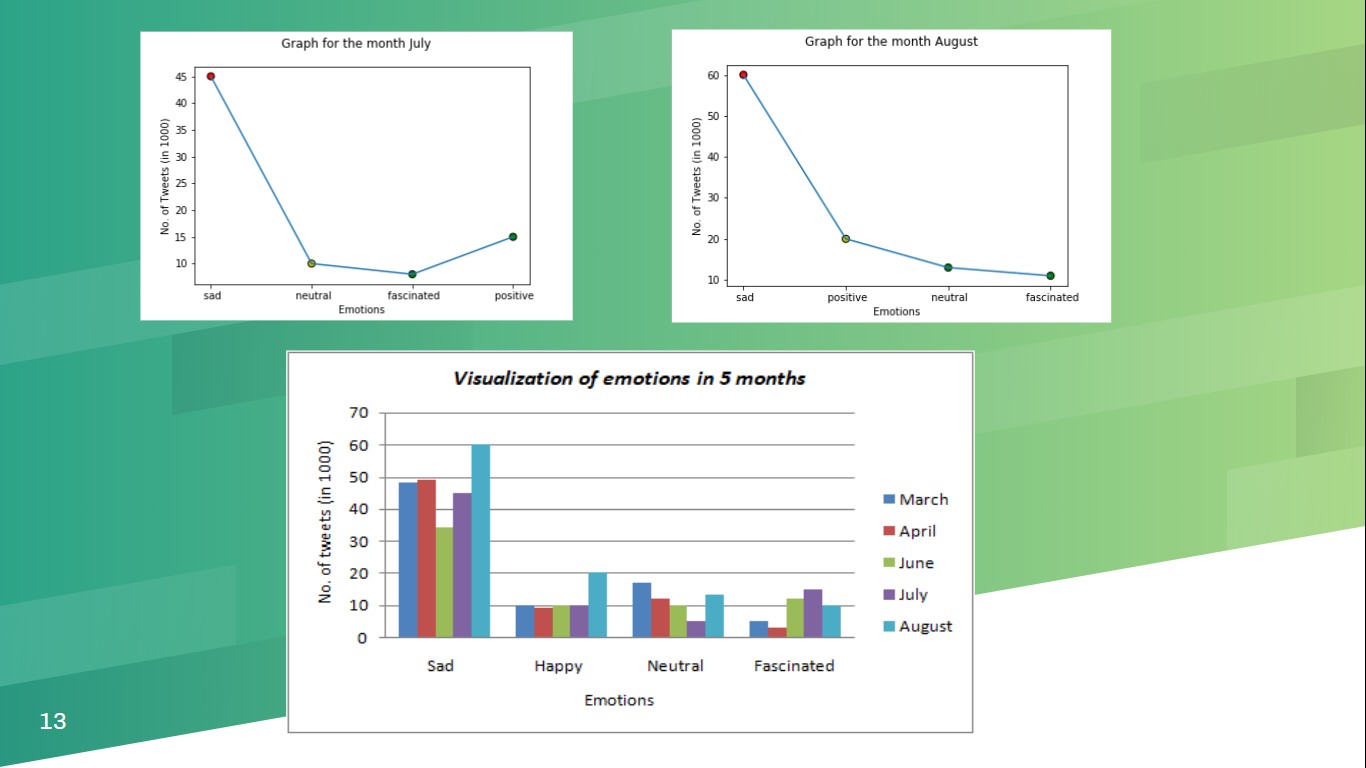 Graph for the month July
No. of Tweets (in 1000)
45
40
35
30
25
20
15
10
sad neutral fascinated positive
Emotions
Graph for the month August
No. of Tweets (in 1000)
60
50
40
30
20
10
sad positive neutral fascinated
Emotions
Visualization of emotions in 5 months
No. of tweets (in 1000)
70
60
50
40
30
20
10
0
Sad Happy Neutral Fascinated
Emotions
March
April
June
July
August
13